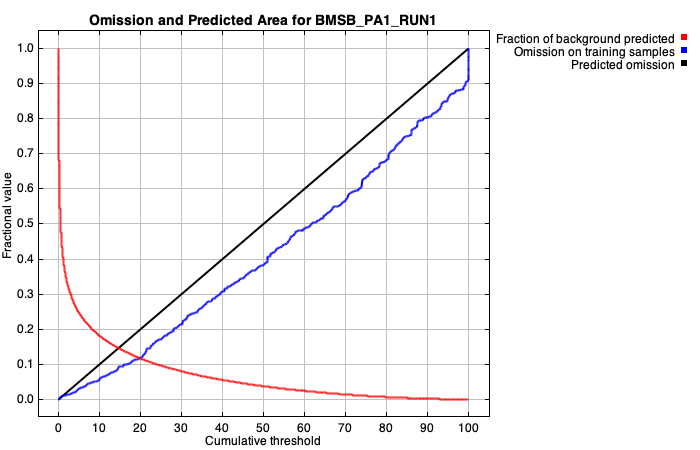 Omission and Predicted Area for BMSB_PA1_RUN1
Fraction of background predicted
Omission on training samples
Predicted omission
Fractional value
1.0
0.9
0.8
0.7
0.6
0.5
0.4
0.3
0.2
0.1
0.0
0 10 20 30 40 50 60 70 80 90 100
Cumulative threshold